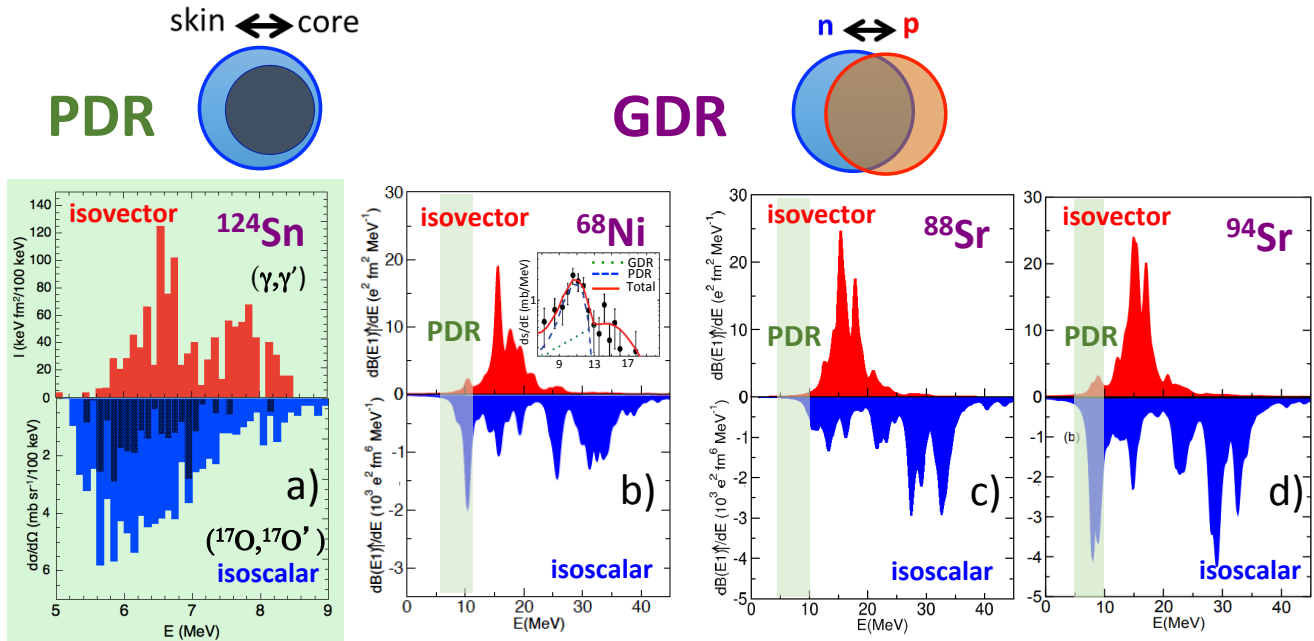 skin ↔ core
PDR
n ↔ p
GDR
isovector
124Sn
(γ,γ')
I (keV fm²/100 keV)
140
120
100
80
60
40
20
0
dσ/dΩ (mb sr⁻¹/100 keV)
2
4
6
a)
(¹⁷O,¹⁷O')
isoscalar
5 6 7 8 9
E (MeV)
30
20
10
0
-1
-2
-3
isovector
68Ni
PDR
GDR
PDR
Total
ds/dE (mb/MeV)
1
9 13 17
dB(E1)/dE (e² fm² MeV⁻¹)
dB(E1)/dE (10³ e² fm⁶ MeV⁻¹)
b)
isoscalar
0 10 20 30 40
E(MeV)
30
20
10
0
-1
-2
-3
-4
-5
isovector
88Sr
PDR
dB(E1)/dE (e² fm² MeV⁻¹)
dB(E1)/dE (10³ e² fm⁶ MeV⁻¹)
c)
isoscalar
0 10 20 30 40
E(MeV)
30
20
10
0
-1
-2
-3
-4
-5
isovector
94Sr
PDR
(b)
d)
isoscalar
0 10 20 30 40
E(MeV)